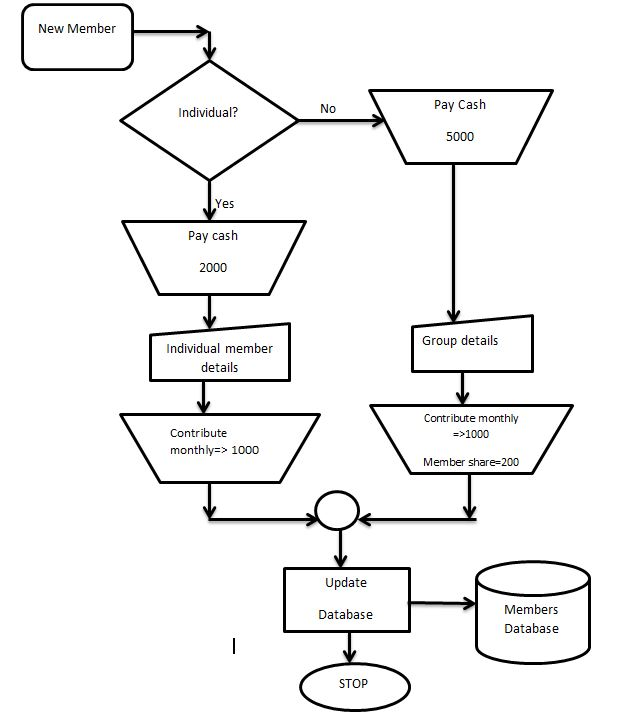 New Member
Individual?
No
Pay Cash
5000
Yes
Pay cash
2000
Individual member
details
Group details
Contribute
monthly=> 1000
Contribute monthly
=>1000
Member share=200
Update
Database
Members
Database
STOP